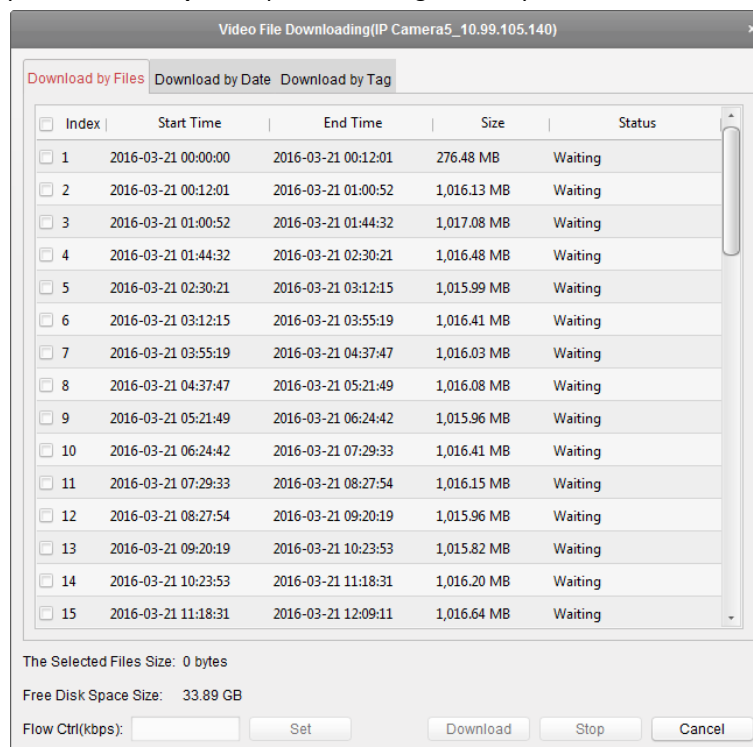 Video File Downloading(IP Camera5_10.99.105.140)
Download by Files Download by Date Download by Tag
Index Start Time End Time Size Status
1 2016-03-21 00:00:00 2016-03-21 00:12:01 276.48 MB Waiting
2 2016-03-21 00:12:01 2016-03-21 01:00:52 1,016.13 MB Waiting
3 2016-03-21 01:00:52 2016-03-21 01:44:32 1,017.08 MB Waiting
4 2016-03-21 01:44:32 2016-03-21 02:30:21 1,016.48 MB Waiting
5 2016-03-21 02:30:21 2016-03-21 03:12:15 1,015.99 MB Waiting
6 2016-03-21 03:12:15 2016-03-21 03:55:19 1,016.41 MB Waiting
7 2016-03-21 03:55:19 2016-03-21 04:37:47 1,016.03 MB Waiting
8 2016-03-21 04:37:47 2016-03-21 05:21:49 1,016.08 MB Waiting
9 2016-03-21 05:21:49 2016-03-21 06:24:42 1,015.96 MB Waiting
10 2016-03-21 06:24:42 2016-03-21 07:29:33 1,016.41 MB Waiting
11 2016-03-21 07:29:33 2016-03-21 08:27:54 1,016.15 MB Waiting
12 2016-03-21 08:27:54 2016-03-21 09:20:19 1,015.96 MB Waiting
13 2016-03-21 09:20:19 2016-03-21 10:23:53 1,015.82 MB Waiting
14 2016-03-21 10:23:53 2016-03-21 11:18:31 1,016.20 MB Waiting
15 2016-03-21 11:18:31 2016-03-21 12:09:11 1,016.64 MB Waiting
The Selected Files Size: 0 bytes
Free Disk Space Size: 33.89 GB
Flow Ctrl(kbps): Set Download Stop Cancel